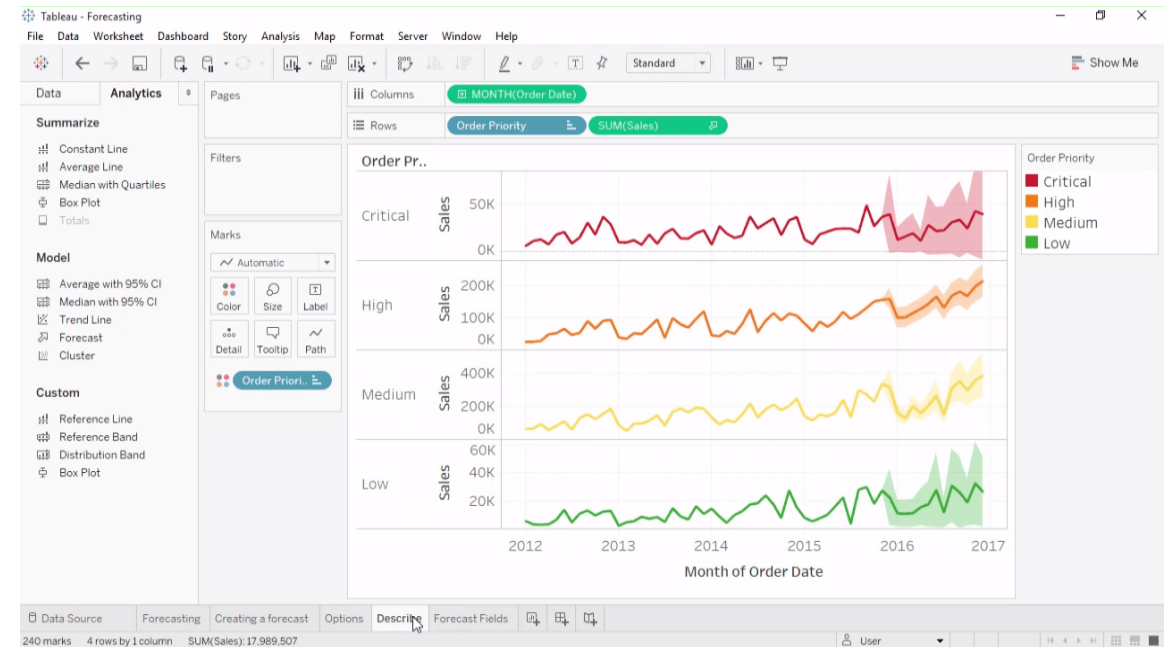 Tableau - Forecasting
File Data Worksheet Dashboard Story Analysis Map Format Server Window Help
Standard
Show Me
Data Analytics
Pages
Columns
MONTH(Order Date)
Rows
Order Priority
SUM(Sales)
Summarize
Constant Line
Average Line
Median with Quartiles
Box Plot
Totals
Model
Average with 95% CI
Median with 95% CI
Trend Line
Forecast
Cluster
Custom
Reference Line
Reference Band
Distribution Band
Box Plot
Filters
Marks
Automatic
Color Size Label
Detail Tooltip Path
Order Priori..
Order Pr..
Critical
Sales
50K
0K
High
Sales
200K
100K
0K
Medium
Sales
400K
200K
0K
Low
Sales
60K
40K
20K
2012 2013 2014 2015 2016 2017
Month of Order Date
Order Priority
Critical
High
Medium
Low
Data Source Forecasting Creating a forecast Options Describe Forecast Fields
240 marks 4 rows by 1 column SUM(Sales): 17,989,507
User